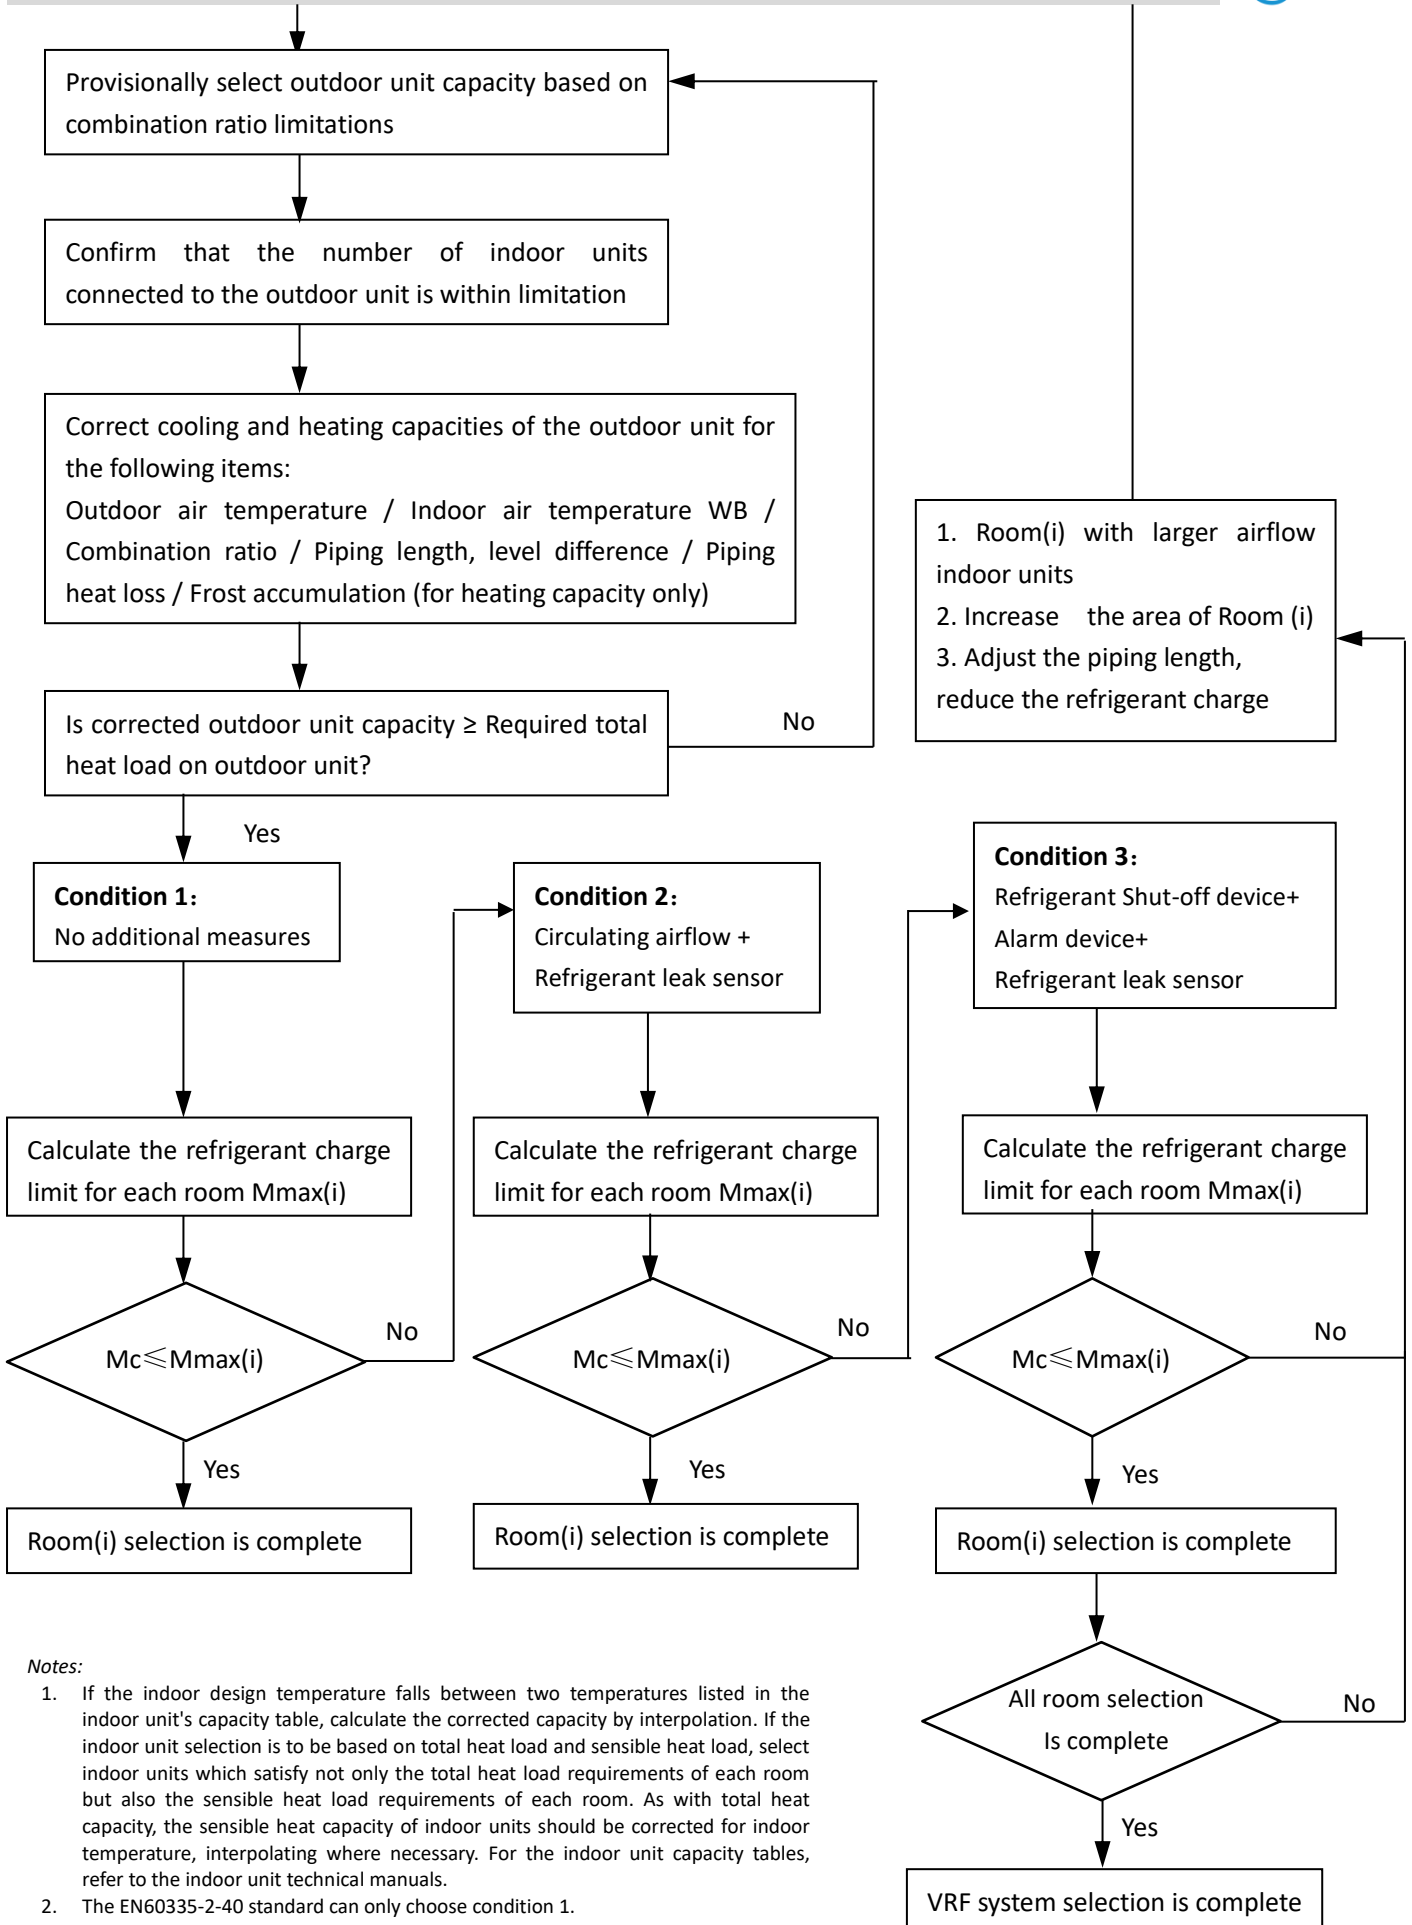 Provisionally select outdoor unit capacity based on
combination ratio limitations
Confirm that the number of indoor units
connected to the outdoor unit is within limitation
Correct cooling and heating capacities of the outdoor unit for
the following items:
Outdoor air temperature / Indoor air temperature WB /
Combination ratio / Piping length, level difference / Piping
heat loss / Frost accumulation (for heating capacity only)
1. Room(i) with larger airflow
indoor units
2. Increase the area of Room (i)
3. Adjust the piping length,
reduce the refrigerant charge
Is corrected outdoor unit capacity ≥ Required total
heat load on outdoor unit?
No
Yes
Condition 1：
No additional measures
Condition 2：
Circulating airflow +
Refrigerant leak sensor
Condition 3：
Refrigerant Shut-off device+
Alarm device+
Refrigerant leak sensor
Calculate the refrigerant charge
limit for each room Mmax(i)
Calculate the refrigerant charge
limit for each room Mmax(i)
Calculate the refrigerant charge
limit for each room Mmax(i)
Mc≤Mmax(i)
No
Mc≤Mmax(i)
No
Mc≤Mmax(i)
No
Yes
Yes
Yes
Room(i) selection is complete
Room(i) selection is complete
Room(i) selection is complete
All room selection
Is complete
No
Yes
VRF system selection is complete
Notes:
1. If the indoor design temperature falls between two temperatures listed in the
indoor unit's capacity table, calculate the corrected capacity by interpolation. If the
indoor unit selection is to be based on total heat load and sensible heat load, select
indoor units which satisfy not only the total heat load requirements of each room
but also the sensible heat load requirements of each room. As with total heat
capacity, the sensible heat capacity of indoor units should be corrected for indoor
temperature, interpolating where necessary. For the indoor unit capacity tables,
refer to the indoor unit technical manuals.
2. The EN60335-2-40 standard can only choose condition 1.